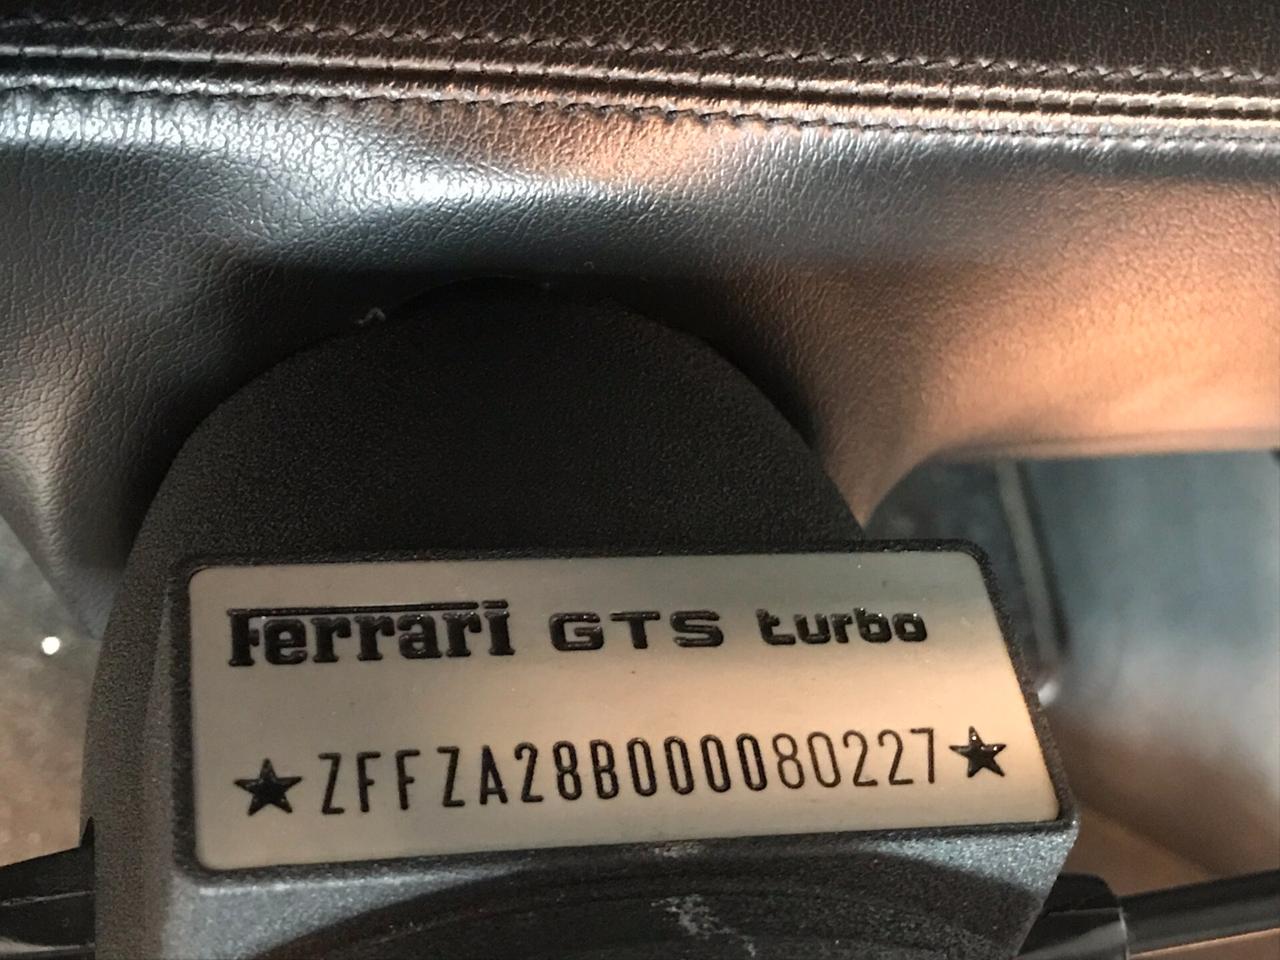 Ferrari GTS turbo
★ZFFZA28B000080227★